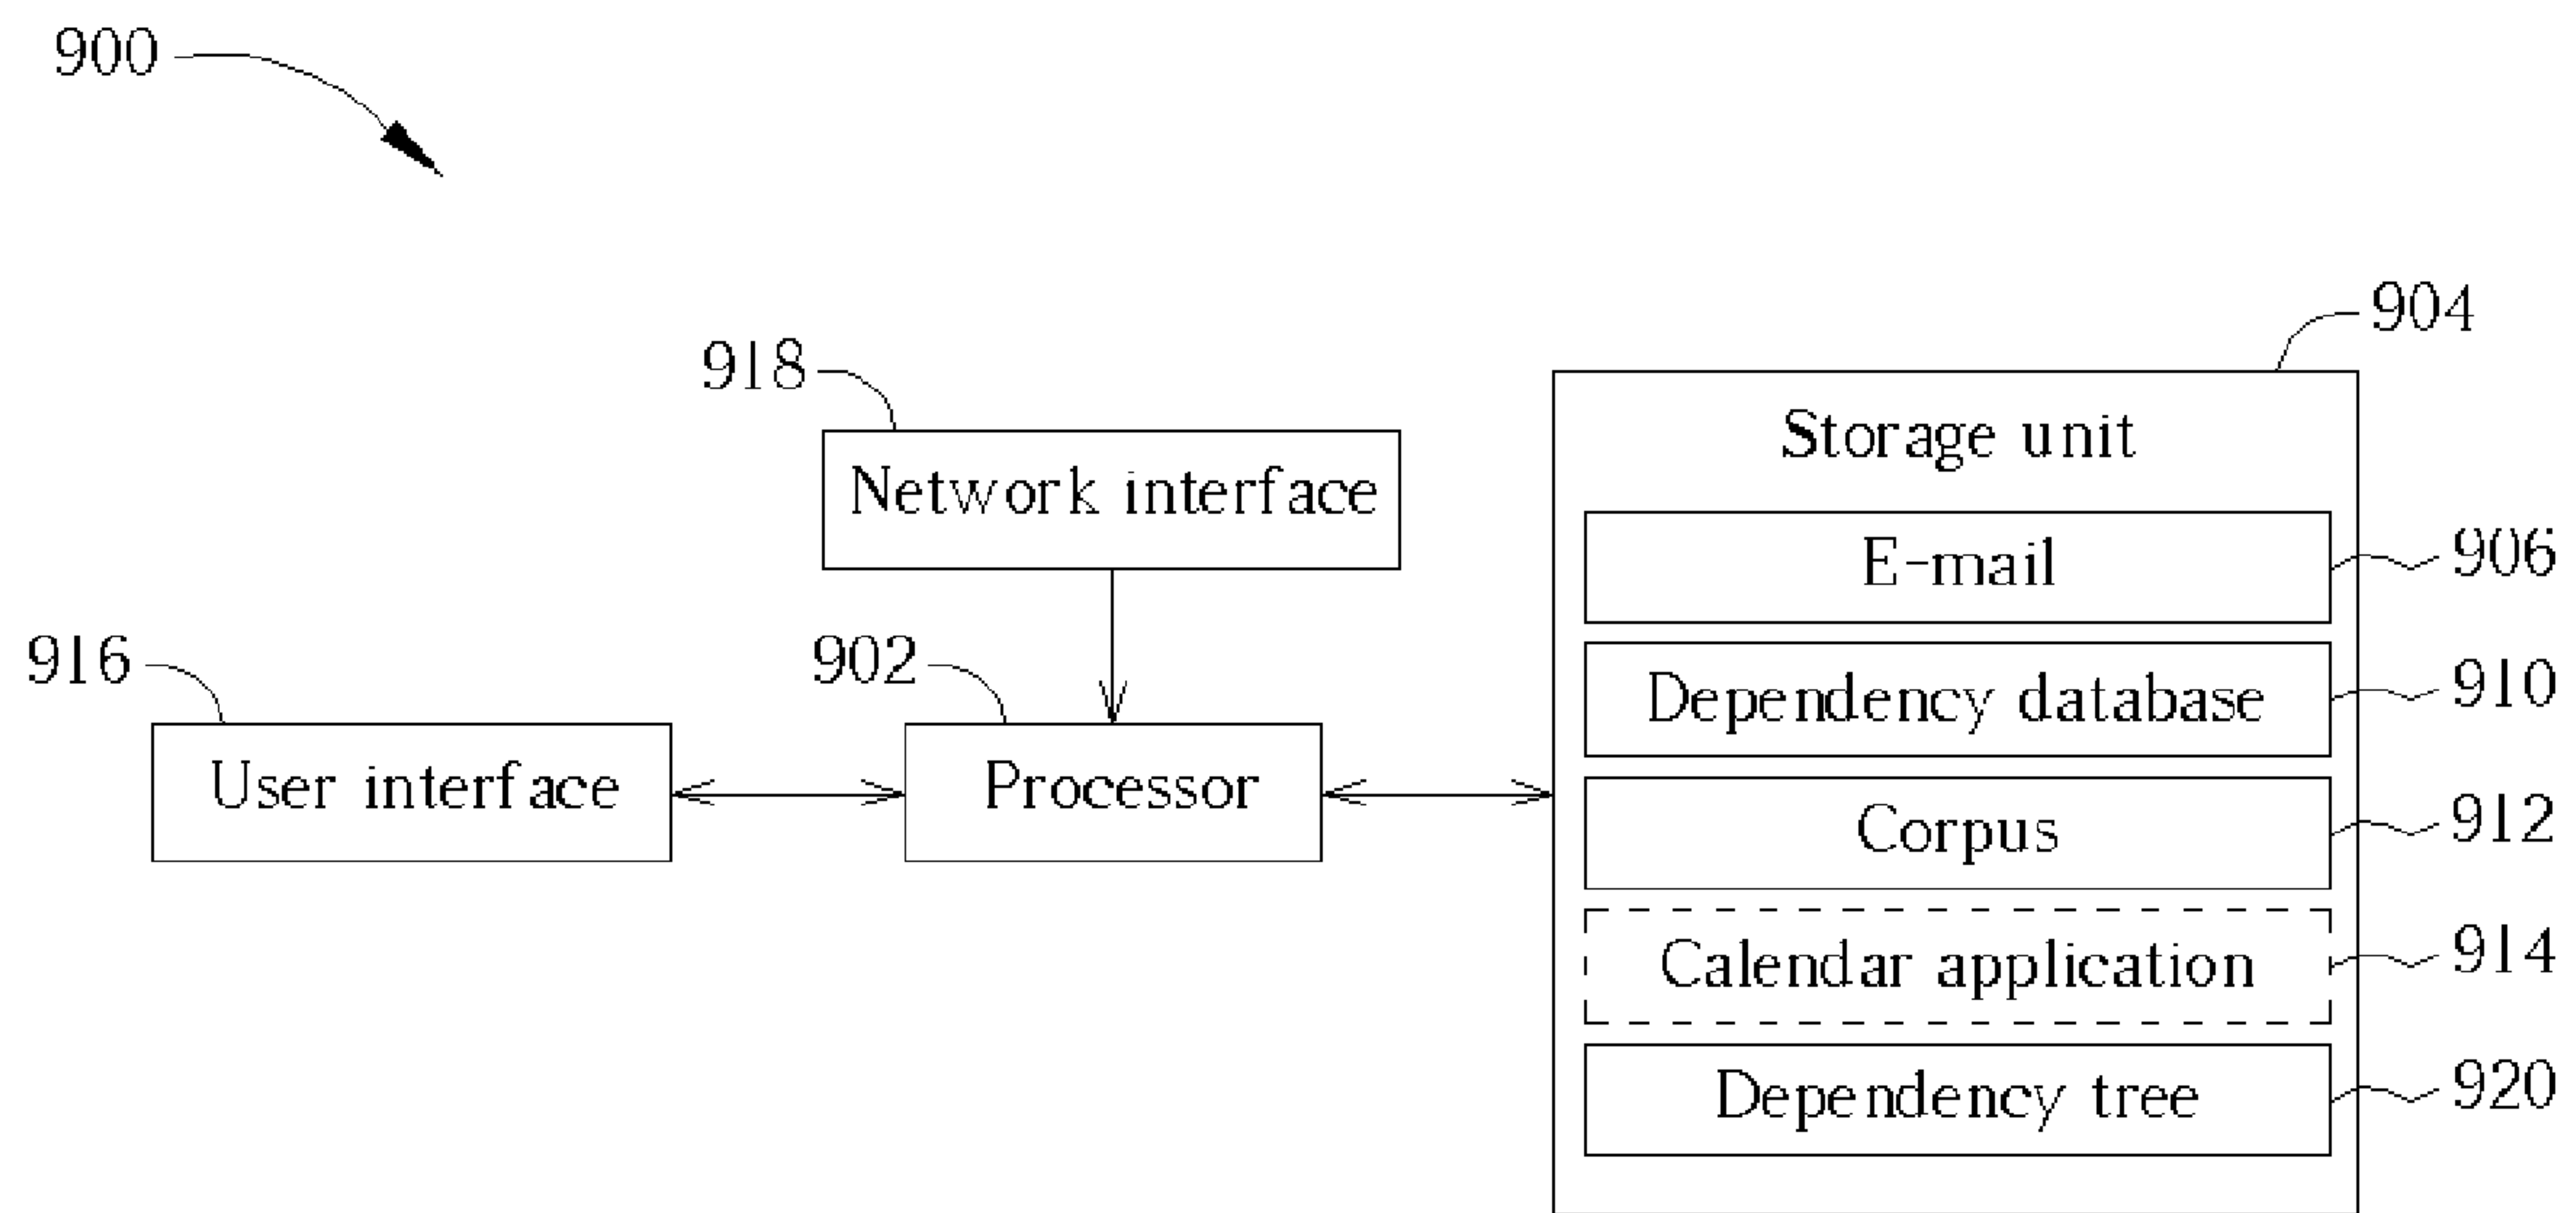 900
904
918
Storage unit
Network interface
E-mail
906
916
902
Dependency database
910
User interface
Processor
Corpus
912
Calendar application
914
Dependency tree
920